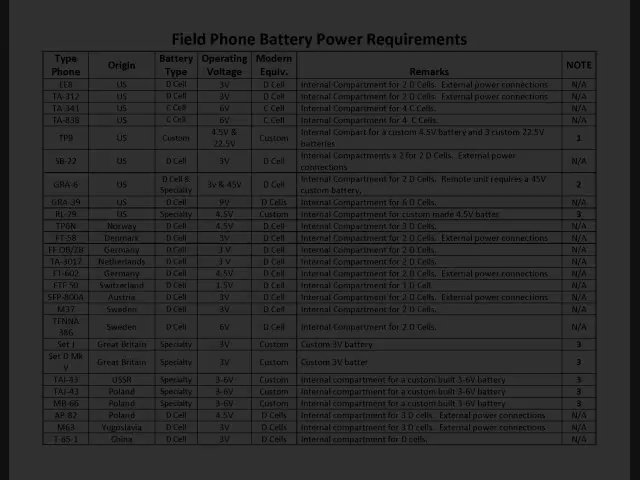 Field Phone Battery Power Requirements
Type Phone Origin Battery Type Operating Voltage Modern Equiv. Remarks NOTE
EE8 US D Cell 3V D Cell Internal Compartment for 2 D Cells. External power connections N/A
TA-312 US D Cell 3V D Cell Internal Compartment for 2 D Cells. External power connections N/A
TA-341 US C Cell 6V C Cell Internal Compartment for 4 C Cells. N/A
TA-838 US C Cell 6V C Cell Internal Compartment for 4 C Cells. N/A
TP9 US Custom 4.5V & 22.5V Custom Internal Compart for a custom 4.5V battery and 3 custom 22.5V batteries 1
SB-22 US D Cell 3V D Cell Internal Compartments x 2 for 2 D Cells. External power connections N/A
GRA-6 US D Cell & Specialty 3v & 45V D Cell Internal Compartment for 2 D Cells. Remote unit requires a 45V custom battery. 2
GRA-39 US D Cell 9V D Cells Internal Compartment for 6 D Cells. N/A
RL-29 US Specialty 4.5V Custom Internal Compartment for custom made 4.5V batter 3
TP6N Norway D Cell 4.5V D Cell Internal Compartment for 3 D Cells. N/A
Denmark D Cell 3V D Cell Internal Compartment for 2 D Cells. External power connections N/A
Germany D Cell 3 V D Cell Internal Compartment for 2 D Cells. N/A
TA-3017 Netherlands D Cell 3 V D Cell Internal Compartment for 2 D Cells. N/A
FT-602 Germany D Cell 4.5V D Cell Internal Compartment for 2 D Cells. External power connections N/A
FTF-50 Switzerland D Cell 1.5V D Cell Internal Compartment for 1 D Cell N/A
SFP-800A Austria D Cell 3V D Cell Internal Compartment for 2 D Cells. External power connections N/A
M37 Sweden D Cell 3V D Cell Internal Compartment for 2 D Cells. N/A
Sweden D Cell 6V D Cell Internal Compartment for 2 D Cells. N/A
Great Britain Specialty 3V Custom Custom 3V battery 3
Set D Mk V Great Britain Specialty 3V Custom Custom 3V batter 3
TAI-43 USSR Specialty 3-6V Custom Internal compartment for a custom built 3-6V battery 3
Poland Specialty 3-6V Custom Internal compartment for a custom built 3-6V battery 3
MB-66 Poland Specialty 3-6V Custom Internal compartment for a custom built 3-6V battery 3
AP-82 Poland D Cell 4.5V D Cells Internal compartment for 3 D cells. External power connections N/A
M63 Yugoslavia D Cell 3V D Cells Internal compartment for 3 D cells. External power connections N/A
China D Cell 3V D Cells Internal compartment for D cells. N/A